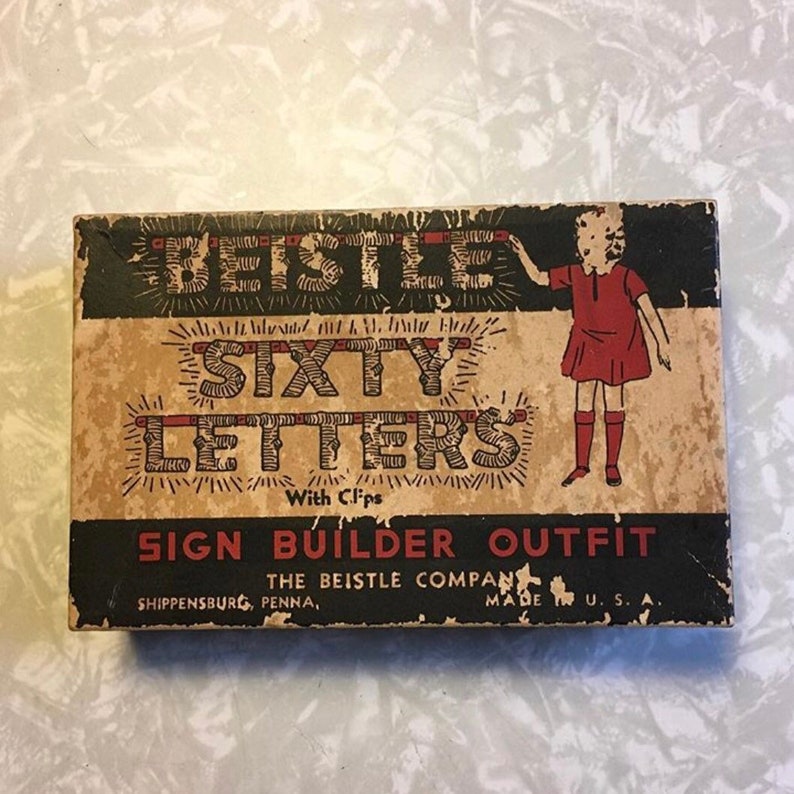 BEISTLE
SIXTY
LETTERS
With Clips
SIGN BUILDER OUTFIT
THE BEISTLE COMPANY
SHIPPENSBURG, PENNA.
MADE IN U. S. A.